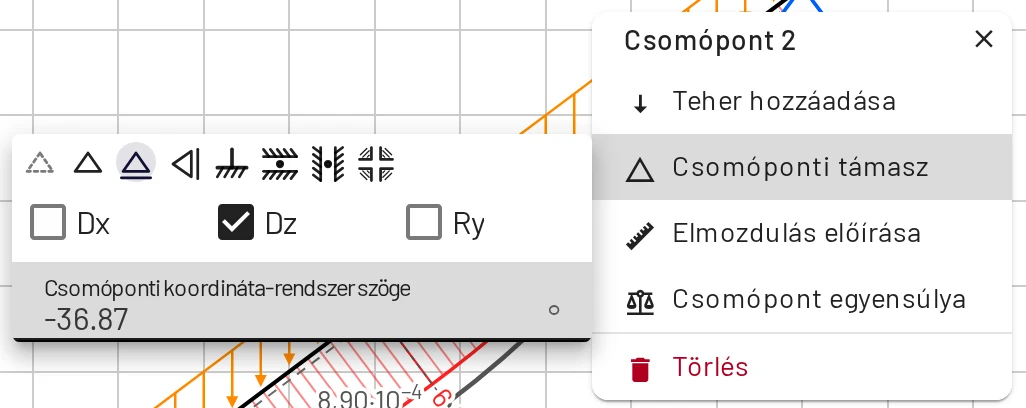 Csomópont 2
Teher hozzáadása
Csomóponti támasz
Elmozdulás előírása
Csomópont egyensúlya
Törlés
Dx Dz Ry
Csomóponti koordináta-rendszer szöge
-36.87 °
8,90·10⁻⁴